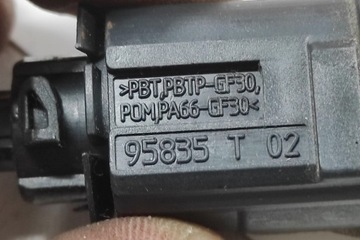 >PBT,PBTP-GF30,
POM,PA66-GF30<
95835 T 02